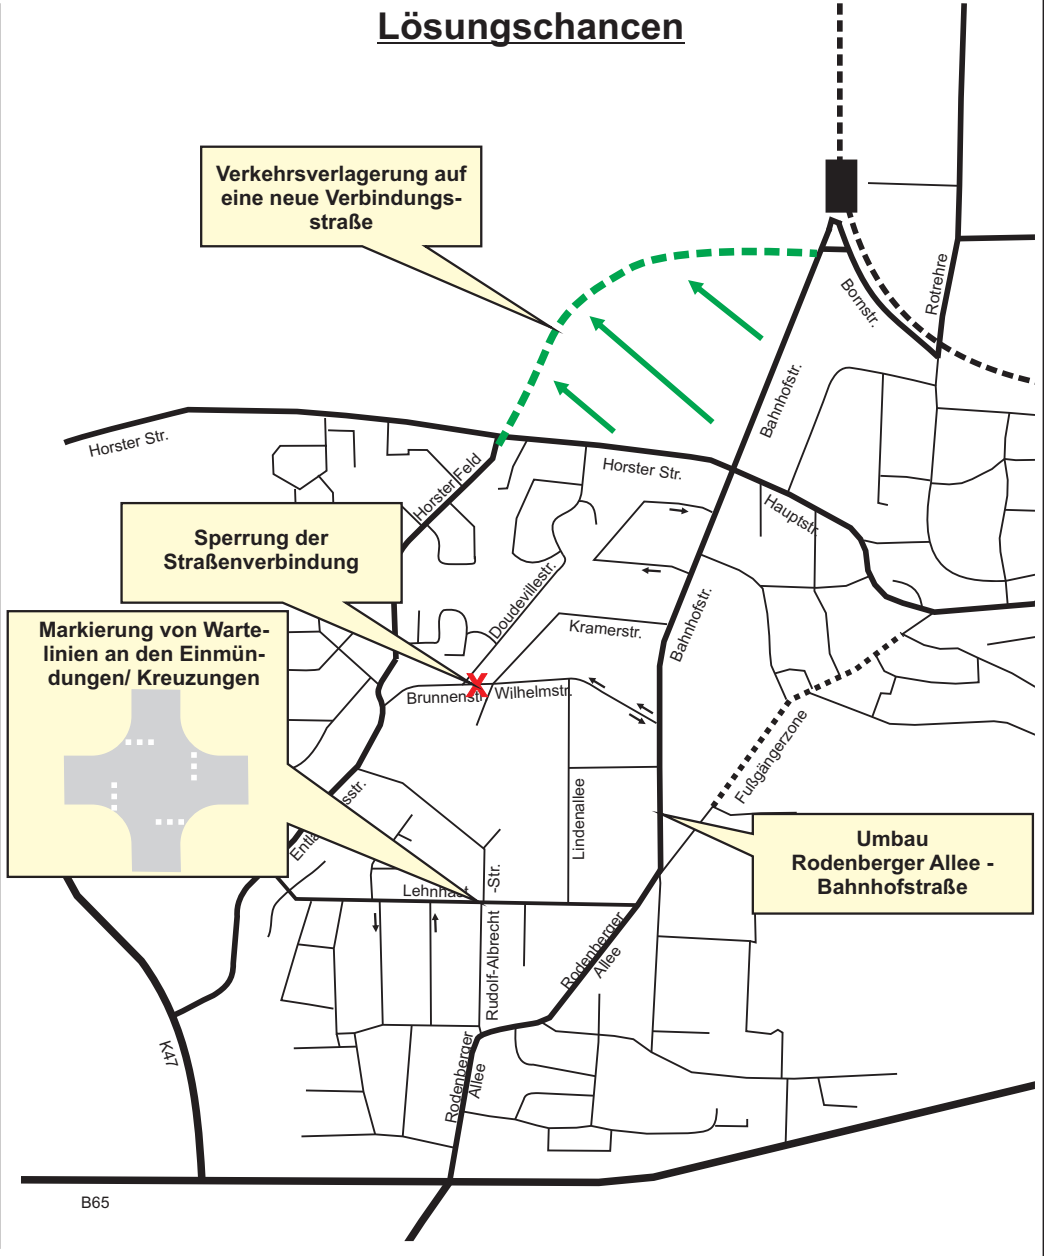 Lösungschancen
Verkehrsverlagerung auf
eine neue Verbindungs-
straße
Rotrehre
Bornstr.
Bahnhofstr.
Horster Str.
Horster Feld
Horster Str.
Hauptstr.
Sperrung der
Straßenverbindung
Doudevillestr.
Kramerstr.
Bahnhofstr.
Markierung von Warte-
linien an den Einmün-
dungen/ Kreuzungen
Brunnenstr.
X
Wilhelmstr.
Fußgängerzone
Lindenallee
Umbau
Rodenberger Allee -
Bahnhofstraße
Rudolf-Albrecht
-Str.
Rodenberger
Allee
Rodenberger
Allee
K47
B65